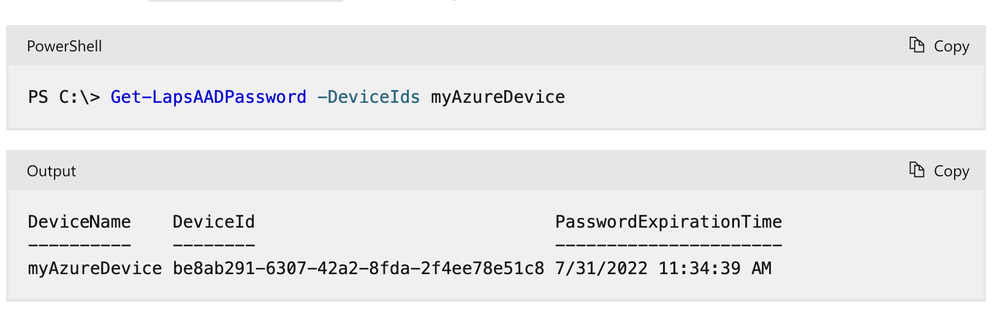 PowerShell
Copy
PS C:\> Get-LapsAADPassword -DeviceIds myAzureDevice
Output
Copy
DeviceName    DeviceId                             PasswordExpirationTime
----------    --------                             ----------------------
myAzureDevice be8ab291-6307-42a2-8fda-2f4ee78e51c8 7/31/2022 11:34:39 AM